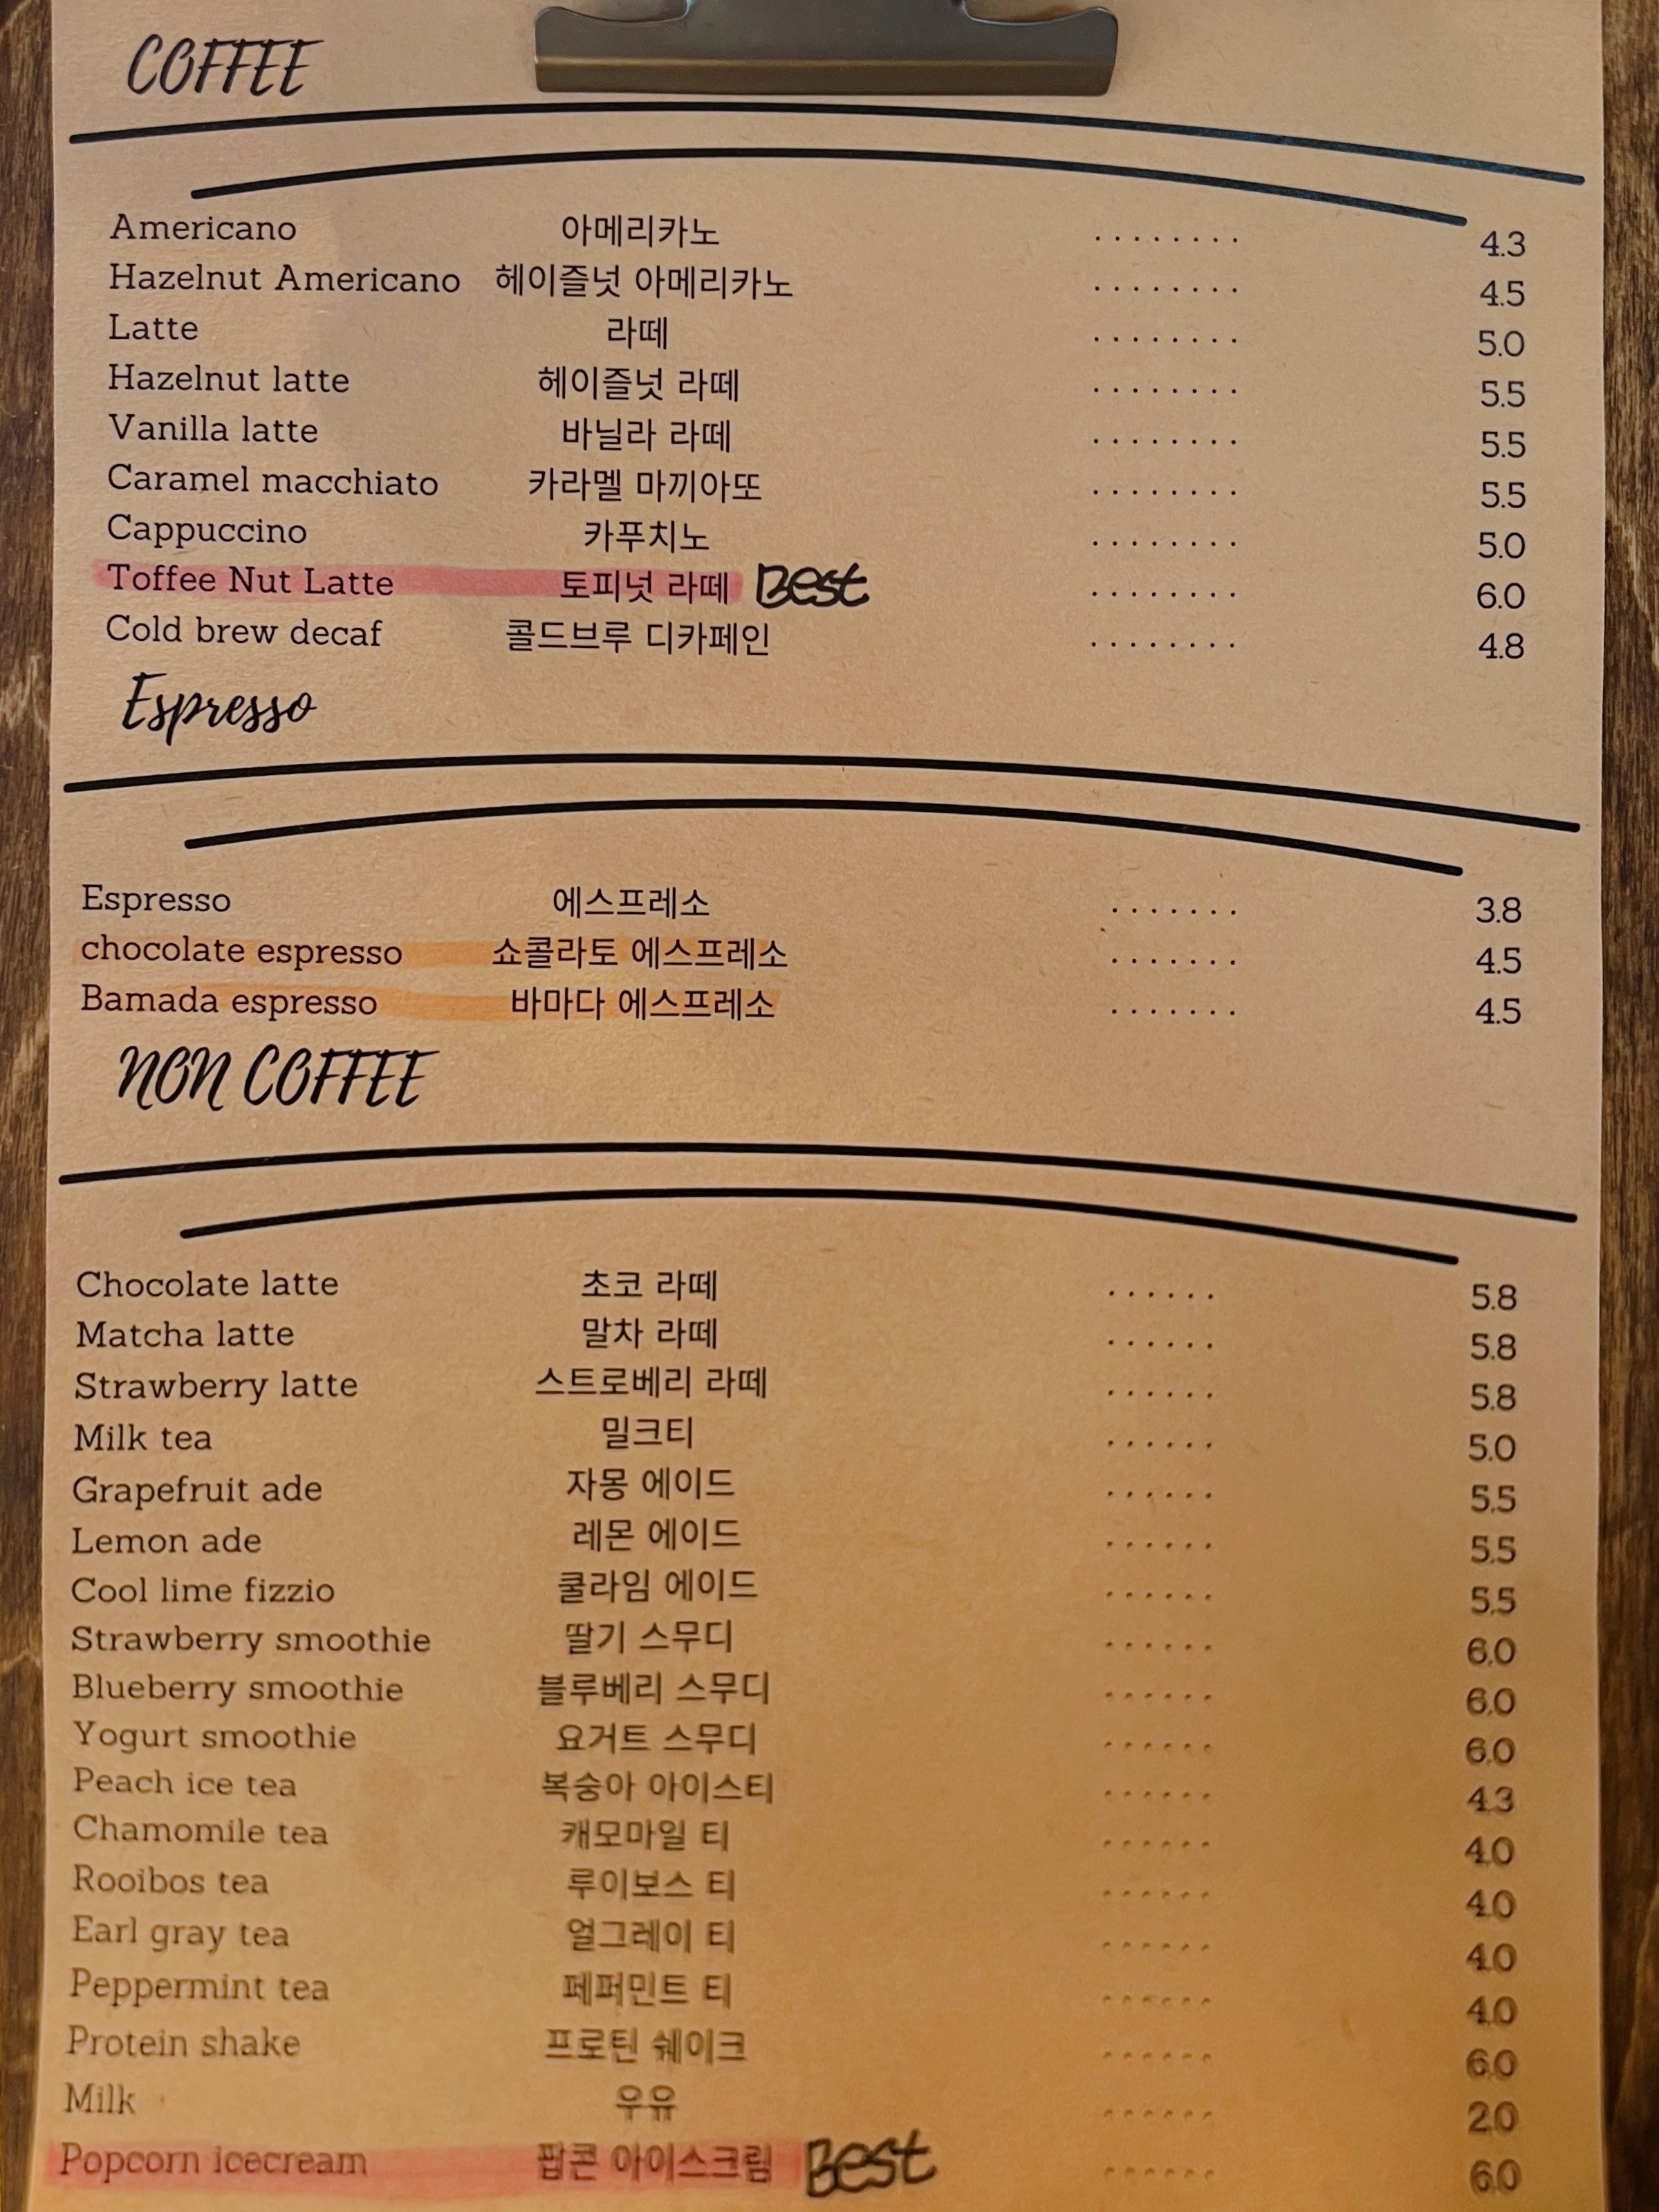 COFFEE
Americano 아메리카노 ........ 4.3
Hazelnut Americano 헤이즐넛 아메리카노 ........ 4.5
Latte 라떼 ........ 5.0
Hazelnut latte 헤이즐넛 라떼 ........ 5.5
Vanilla latte 바닐라 라떼 ........ 5.5
Caramel macchiato 카라멜 마끼아또 ........ 5.5
Cappuccino 카푸치노 ........ 5.0
Toffee Nut Latte 토피넛 라떼 Best ........ 6.0
Cold brew decaf 콜드브루 디카페인 ........ 4.8
Espresso
Espresso 에스프레소 ....... 3.8
chocolate espresso 쇼콜라토 에스프레소 ....... 4.5
Bamada espresso 바마다 에스프레소 ....... 4.5
NON COFFEE
Chocolate latte 초코 라떼 ...... 5.8
Matcha latte 말차 라떼 ...... 5.8
Strawberry latte 스트로베리 라떼 ...... 5.8
Milk tea 밀크티 ...... 5.0
Grapefruit ade 자몽 에이드 ...... 5.5
Lemon ade 레몬 에이드 ...... 5.5
Cool lime fizzio 쿨라임 에이드 ...... 5.5
Strawberry smoothie 딸기 스무디 ...... 6.0
Blueberry smoothie 블루베리 스무디 ...... 6.0
Yogurt smoothie 요거트 스무디 ...... 6.0
Peach ice tea 복숭아 아이스티 ...... 4.3
Chamomile tea 캐모마일 티 ...... 4.0
Rooibos tea 루이보스 티 ...... 4.0
Earl gray tea 얼그레이 티 ...... 4.0
Peppermint tea 페퍼민트 티 ...... 4.0
Protein shake 프로틴 쉐이크 ...... 6.0
Milk 우유 ...... 2.0
Popcorn icecream 팝콘 아이스크림 Best ...... 6.0